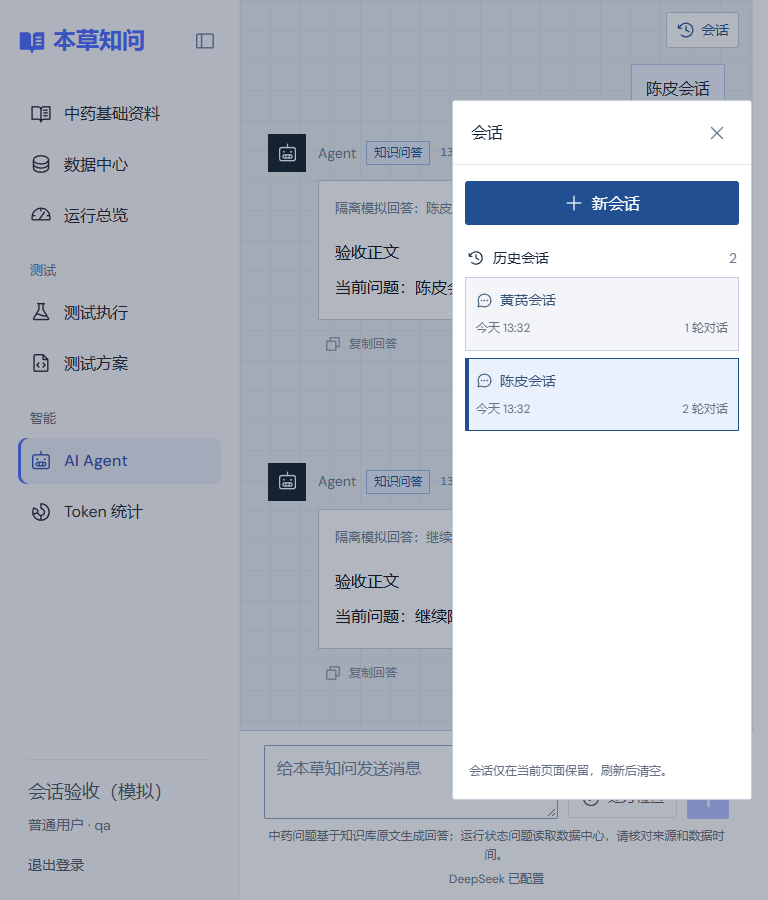 本草知问
中药基础资料
数据中心
运行总览
测试
测试执行
测试方案
智能
AI Agent
Token 统计
会话验收（模拟）
普通用户 · qa
退出登录
会话
陈皮会话
Agent
知识问答
13
隔离模拟回答：陈皮
验收正文
当前问题：陈皮会
复制回答
Agent
知识问答
13
隔离模拟回答：继续
验收正文
当前问题：继续陈
复制回答
给本草知问发送消息
中药问题基于知识库原文生成回答；运行状态问题读取数据中心，请核对来源和数据时
间。
DeepSeek 已配置
会话
新会话
历史会话
2
黄芪会话
今天 13:32
1 轮对话
陈皮会话
今天 13:32
2 轮对话
会话仅在当前页面保留，刷新后清空。